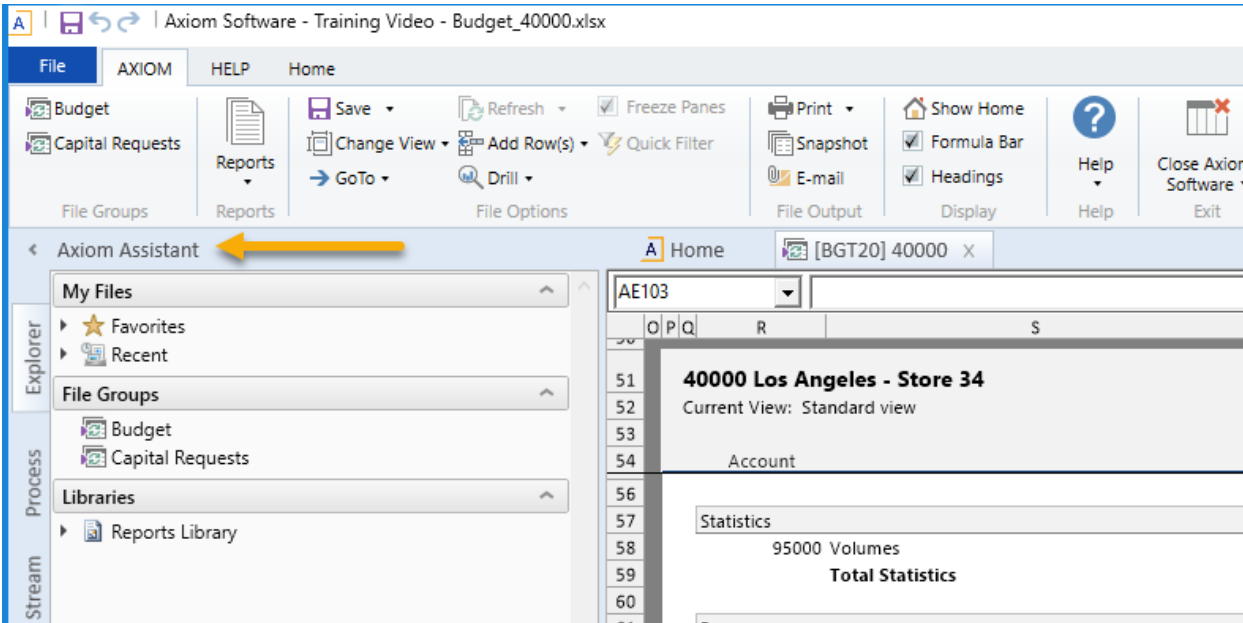 A Axiom Software - Training Video - Budget_40000.xlsx
File AXIOM HELP Home
Budget
Capital Requests
File Groups
Reports
Reports
Save Refresh Freeze Panes
Change View Add Row(s) Quick Filter
GoTo Drill
File Options
Print
Snapshot
E-mail
File Output
Show Home
Formula Bar
Headings
Display
?
Help
Help
Close Axiom
Software
Exit
Axiom Assistant
A Home [BGT20] 40000 X
Explorer
Process
Stream
My Files
Favorites
Recent
File Groups
Budget
Capital Requests
Libraries
Reports Library
AE103
O P Q R S
51 40000 Los Angeles - Store 34
52 Current View: Standard view
53
54 Account
56
57 Statistics
58 95000 Volumes
59 Total Statistics
60